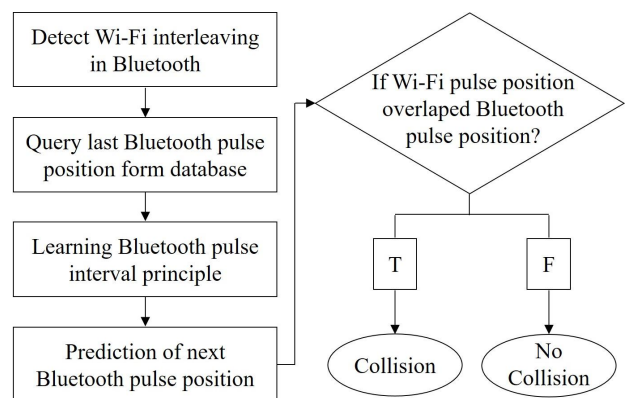 Detect Wi-Fi interleaving
in Bluetooth
Query last Bluetooth pulse
position form database
Learning Bluetooth pulse
interval principle
Prediction of next
Bluetooth pulse position
If Wi-Fi pulse position
overlaped Bluetooth
pulse position?
T
F
Collision
No
Collision